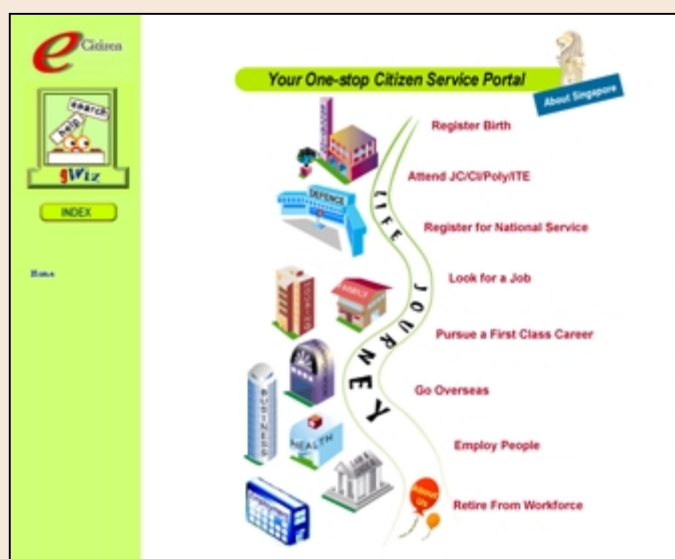 e Citizen
Your One-stop Citizen Service Portal
About Singapore
search
help
gWiz
INDEX
Home
Register Birth
Attend JC/CI/Poly/ITE
DEFENCE
Register for National Service
LIFE JOURNEY
Look for a Job
Pursue a First Class Career
Go Overseas
BUSINESS
HEALTH
Employ People
Employment
About Us
Retire From Workforce